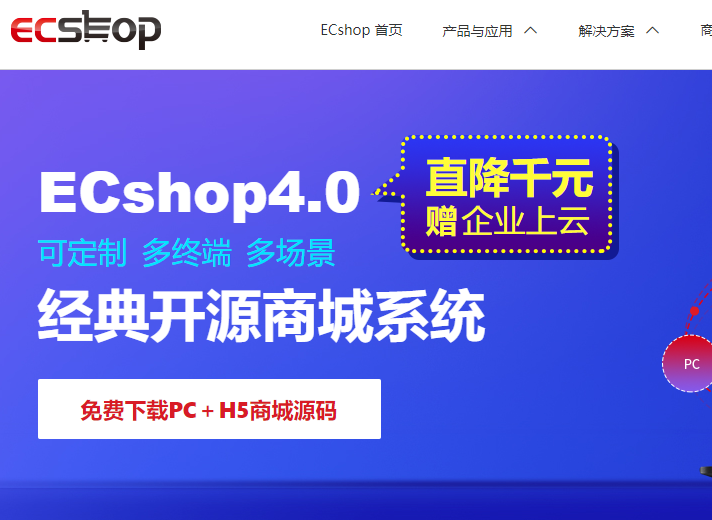 ECSHOP
ECshop 首页 产品与应用 解决方案 商
ECshop4.0
直降千元
赠 企业上云
可定制 多终端 多场景
经典开源商城系统
PC
免费下载PC+H5商城源码